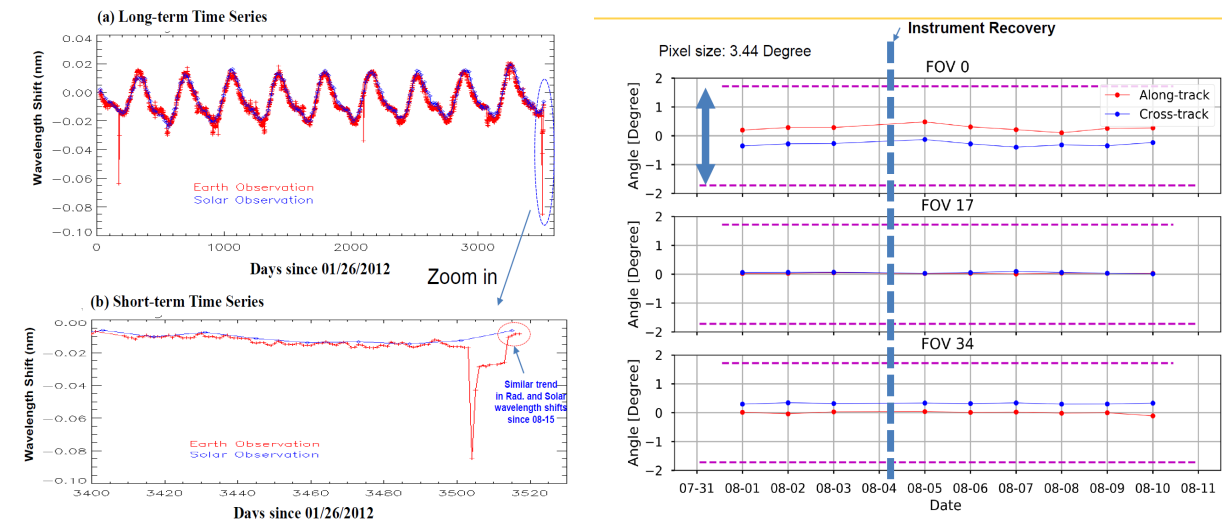 (a) Long-term Time Series
0.04
0.02
0.00
−0.02
−0.04
−0.06
−0.08
−0.10
Wavelength Shift (nm)
Earth Observation
Solar Observation
0
1000
2000
3000
Days since 01/26/2012
Zoom in
(b) Short-term Time Series
0.00
−0.02
−0.04
−0.06
−0.08
−0.10
Wavelength Shift (nm)
Similar trend
in Rad. and Solar
wavelength shifts
since 08-15
Earth Observation
Solar Observation
3400
3420
3440
3460
3480
3500
3520
Days since 01/26/2012
Instrument Recovery
Pixel size: 3.44 Degree
FOV 0
2
1
0
−1
−2
Angle [Degree]
Along-track
Cross-track
FOV 17
2
1
0
−1
−2
Angle [Degree]
FOV 34
2
1
0
−1
−2
Angle [Degree]
07-31
08-01
08-02
08-03
08-04
08-05
08-06
08-07
08-08
08-09
08-10
08-11
Date